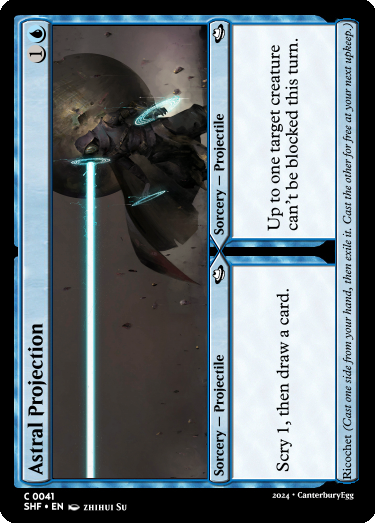 Astral Projection 1
Sorcery — Projectile
Scry 1, then draw a card.
Sorcery — Projectile
Up to one target creature
can't be blocked this turn.
Ricochet (Cast one side from your hand, then exile it. Cast the other for free at your next upkeep.)
C 0041
SHF • EN ZHIHUI SU
2024 • CanterburyEgg